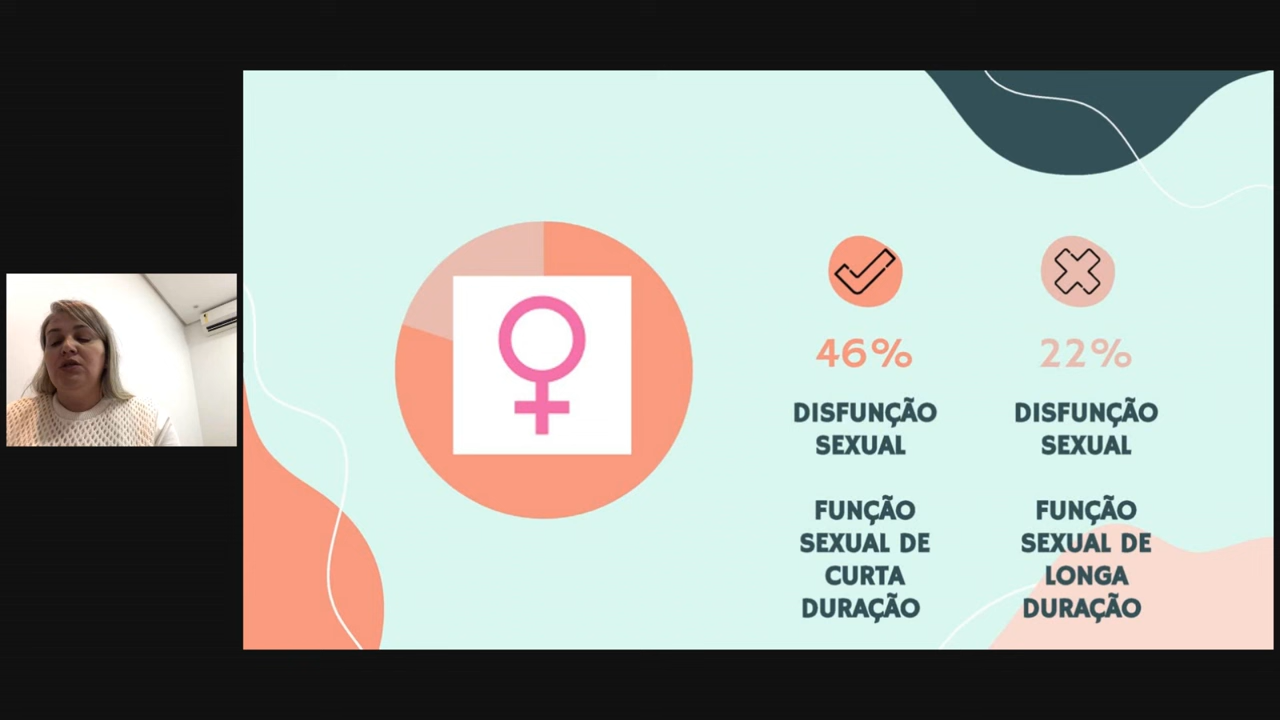 46%
DISFUNÇÃO
SEXUAL
FUNÇÃO
SEXUAL DE
CURTA
DURAÇÃO
22%
DISFUNÇÃO
SEXUAL
FUNÇÃO
SEXUAL DE
LONGA
DURAÇÃO